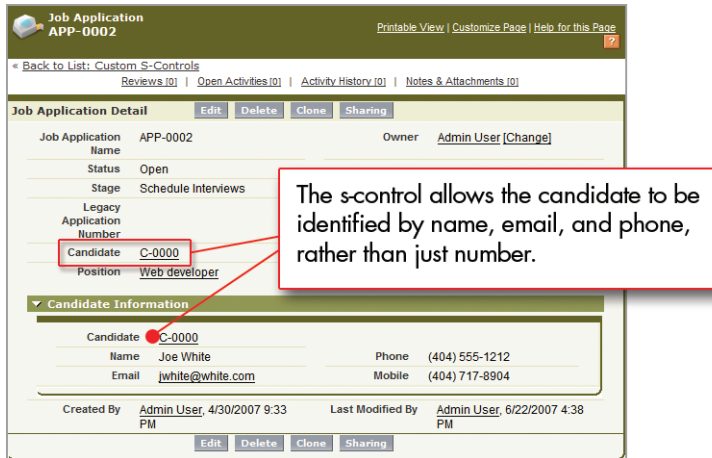 Job Application
APP-0002
Printable View | Customize Page | Help for this Page
?
« Back to List: Custom S-Controls
Reviews [0] | Open Activities [0] | Activity History [0] | Notes & Attachments [0]
Job Application Detail Edit Delete Clone Sharing
Job Application Name APP-0002 Owner Admin User [Change]
Status Open
Stage Schedule Interviews
Legacy Application Number
Candidate C-0000
Position Web developer
The s-control allows the candidate to be
identified by name, email, and phone,
rather than just number.
Candidate Information
Candidate C-0000
Name Joe White Phone (404) 555-1212
Email jwhite@white.com Mobile (404) 717-8904
Created By Admin User, 4/30/2007 9:33 PM Last Modified By Admin User, 6/22/2007 4:38 PM
Edit Delete Clone Sharing